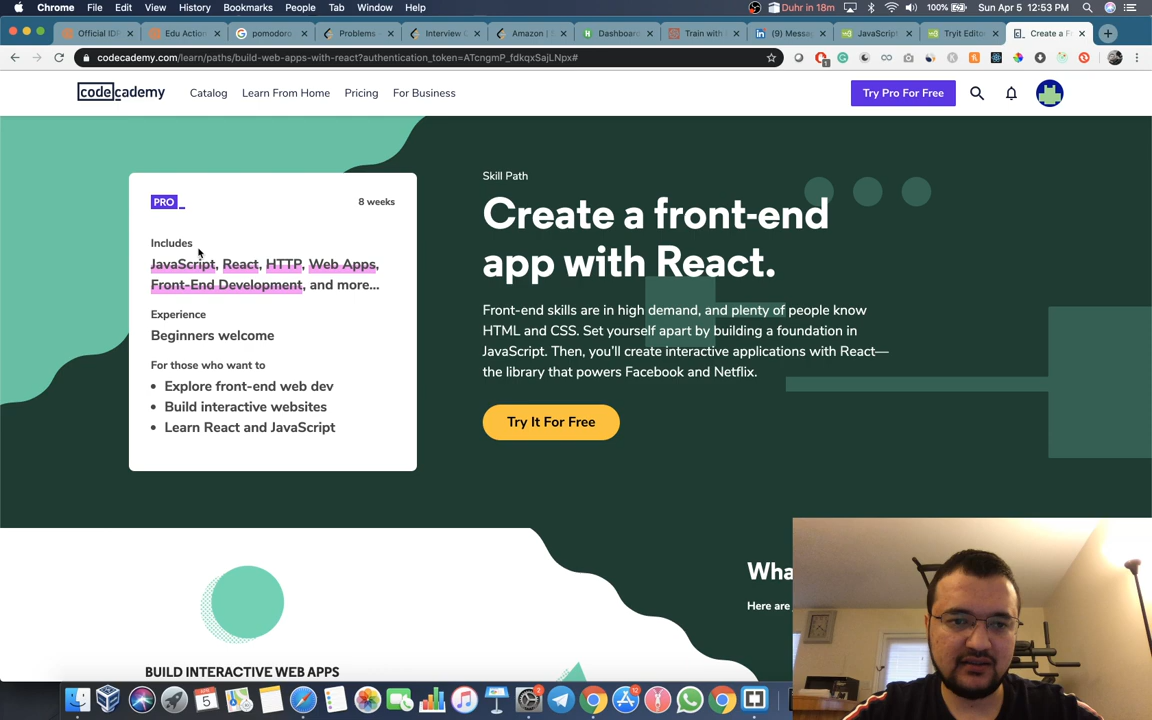 Chrome File Edit View History Bookmarks People Tab Window Help
Duhr in 18m 100% Sun Apr 5 12:53 PM
Official IDP Edu Action pomodoro Problems - Interview Amazon | Dashboard Train with (9) Messa JavaScript Tryit Editor Create a F
codecademy.com/learn/paths/build-web-apps-with-react?authentication_token=ATcngmP_fdkqxSajLNpx#
codecademy Catalog Learn From Home Pricing For Business Try Pro For Free
PRO_ 8 weeks
Includes
JavaScript, React, HTTP, Web Apps,
Front-End Development, and more...
Experience
Beginners welcome
For those who want to
• Explore front-end web dev
• Build interactive websites
• Learn React and JavaScript
Skill Path
Create a front-end
app with React.
Front-end skills are in high demand, and plenty of people know
HTML and CSS. Set yourself apart by building a foundation in
JavaScript. Then, you'll create interactive applications with React—
the library that powers Facebook and Netflix.
Try It For Free
BUILD INTERACTIVE WEB APPS
Wha
Here are